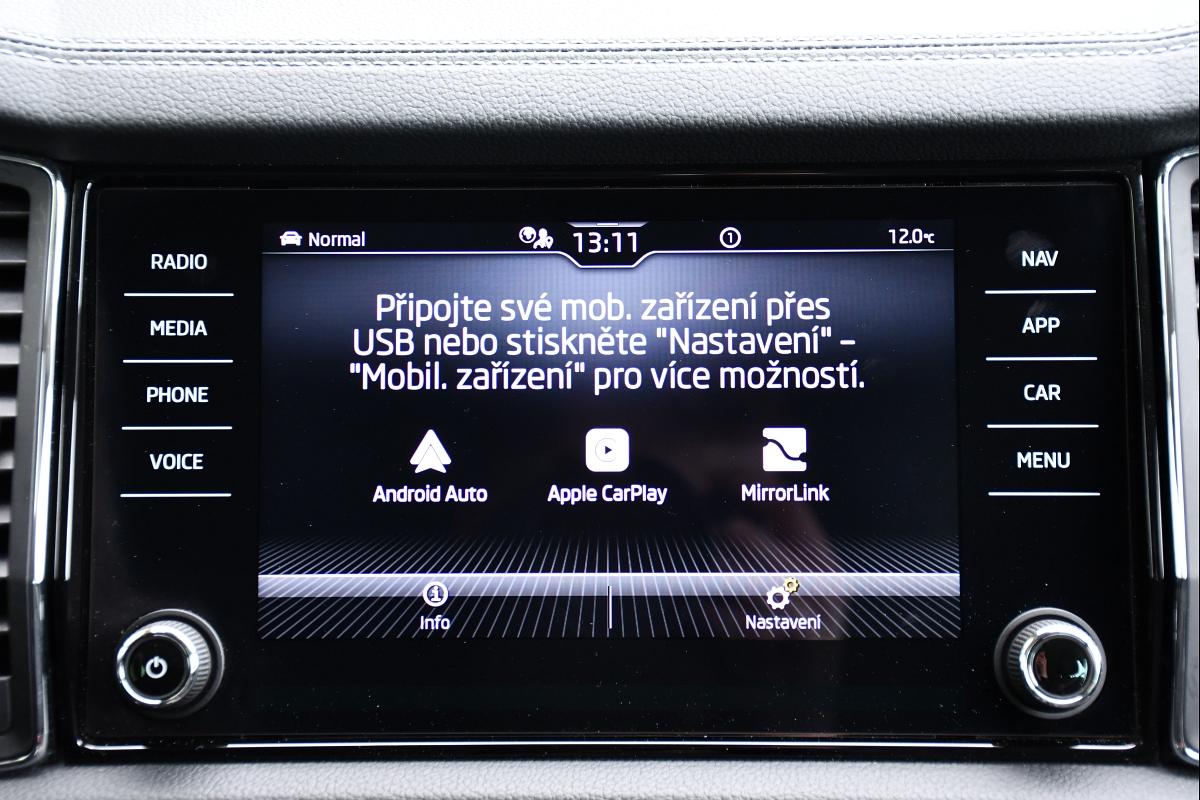 Normal
13:11
1
12.0°C
RADIO
MEDIA
PHONE
VOICE
Připojte své mob. zařízení přes
USB nebo stiskněte "Nastavení" –
"Mobil. zařízení" pro více možností.
Android Auto
Apple CarPlay
MirrorLink
Info
Nastavení
NAV
APP
CAR
MENU